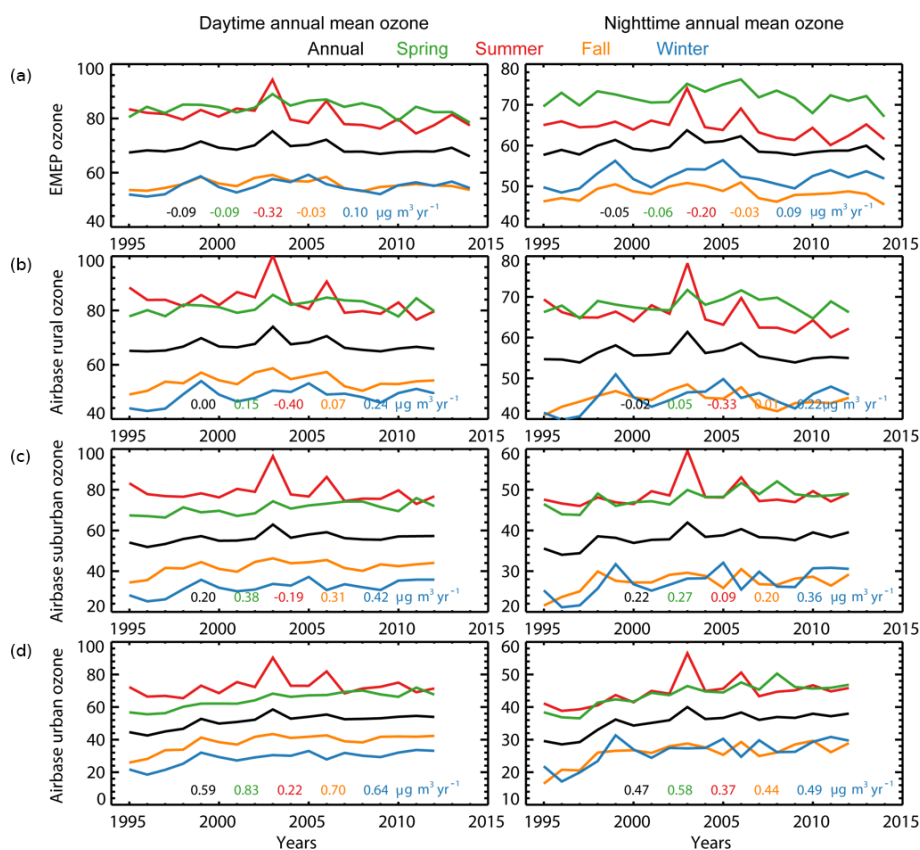 Daytime annual mean ozone Nighttime annual mean ozone
Annual Spring Summer Fall Winter
(a)
EMEP ozone
100
80
60
40
-0.09 -0.09 -0.32 -0.03 0.10 µg m³ yr⁻¹
1995 2000 2005 2010 2015
80
70
60
50
40
-0.05 -0.06 -0.20 -0.03 0.09 µg m³ yr⁻¹
1995 2000 2005 2010 2015
(b)
Airbase rural ozone
100
80
60
40
0.00 0.15 -0.40 0.07 0.24 µg m³ yr⁻¹
1995 2000 2005 2010 2015
80
70
60
50
40
-0.02 0.05 -0.33 0.01 0.22µg m³ yr⁻¹
1995 2000 2005 2010 2015
(c)
Airbase suburban ozone
100
80
60
40
20
0.20 0.38 -0.19 0.31 0.42 µg m³ yr⁻¹
1995 2000 2005 2010 2015
60
50
40
30
20
0.22 0.27 0.09 0.20 0.36 µg m³ yr⁻¹
1995 2000 2005 2010 2015
(d)
Airbase urban ozone
100
80
60
40
20
0
0.59 0.83 0.22 0.70 0.64 µg m³ yr⁻¹
1995 2000 2005 2010 2015
Years
60
50
40
30
20
10
0.47 0.58 0.37 0.44 0.49 µg m³ yr⁻¹
1995 2000 2005 2010 2015
Years